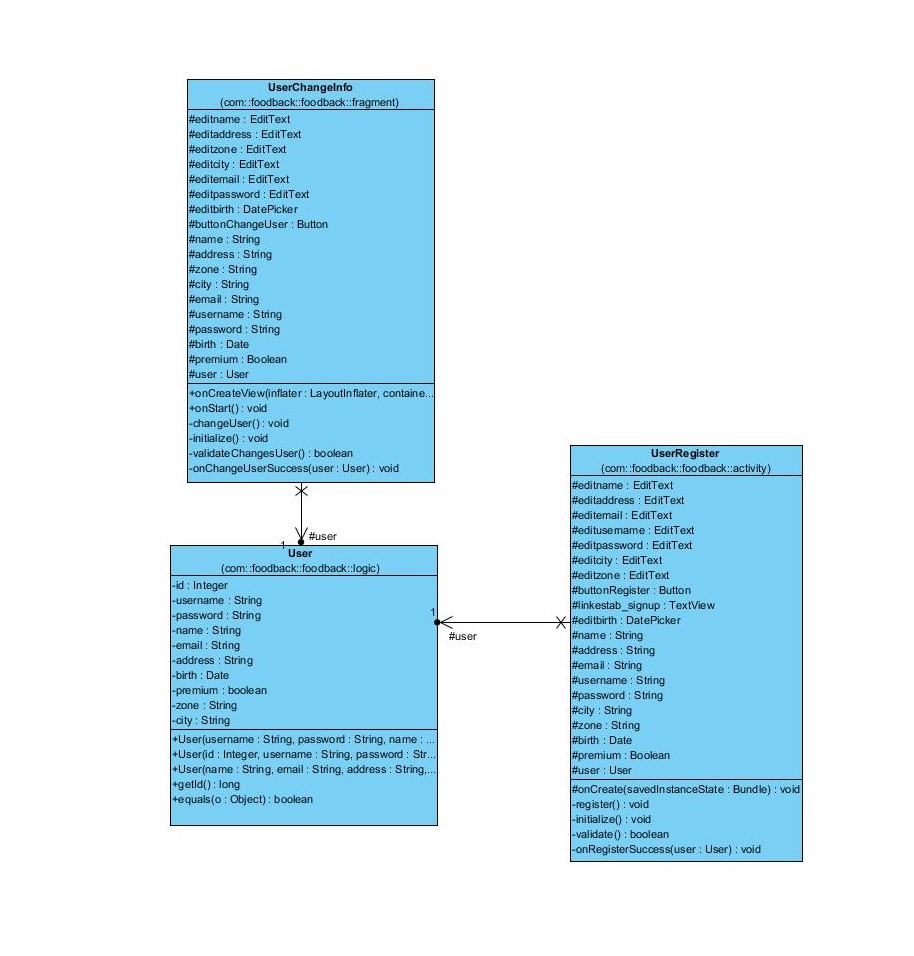 UserChangeInfo
(com::foodback::foodback::fragment)
#editname : EditText
#editaddress : EditText
#editzone : EditText
#editcity : EditText
#editemail : EditText
#editpassword : EditText
#editbirth : DatePicker
#buttonChangeUser : Button
#name : String
#address : String
#zone : String
#city : String
#email : String
#username : String
#password : String
#birth : Date
#premium : Boolean
#user : User
+onCreateView(inflater : LayoutInflater, containe...
+onStart() : void
-changeUser() : void
-initialize() : void
-validateChangesUser() : boolean
-onChangeUserSuccess(user : User) : void
#user
1
User
(com::foodback::foodback::logic)
-id : Integer
-username : String
-password : String
-name : String
-email : String
-address : String
-birth : Date
-premium : boolean
-zone : String
-city : String
+User(username : String, password : String, name : ...
+User(id : Integer, username : String, password : Str...
+User(name : String, email : String, address : String,...
+getId() : long
+equals(o : Object) : boolean
1
#user
UserRegister
(com::foodback::foodback::activity)
#editname : EditText
#editaddress : EditText
#editemail : EditText
#editusername : EditText
#editpassword : EditText
#editcity : EditText
#editzone : EditText
#buttonRegister : Button
#linkestab_signup : TextView
#editbirth : DatePicker
#name : String
#address : String
#email : String
#username : String
#password : String
#city : String
#zone : String
#birth : Date
#premium : Boolean
#user : User
#onCreate(savedInstanceState : Bundle) : void
-register() : void
-initialize() : void
-validate() : boolean
-onRegisterSuccess(user : User) : void